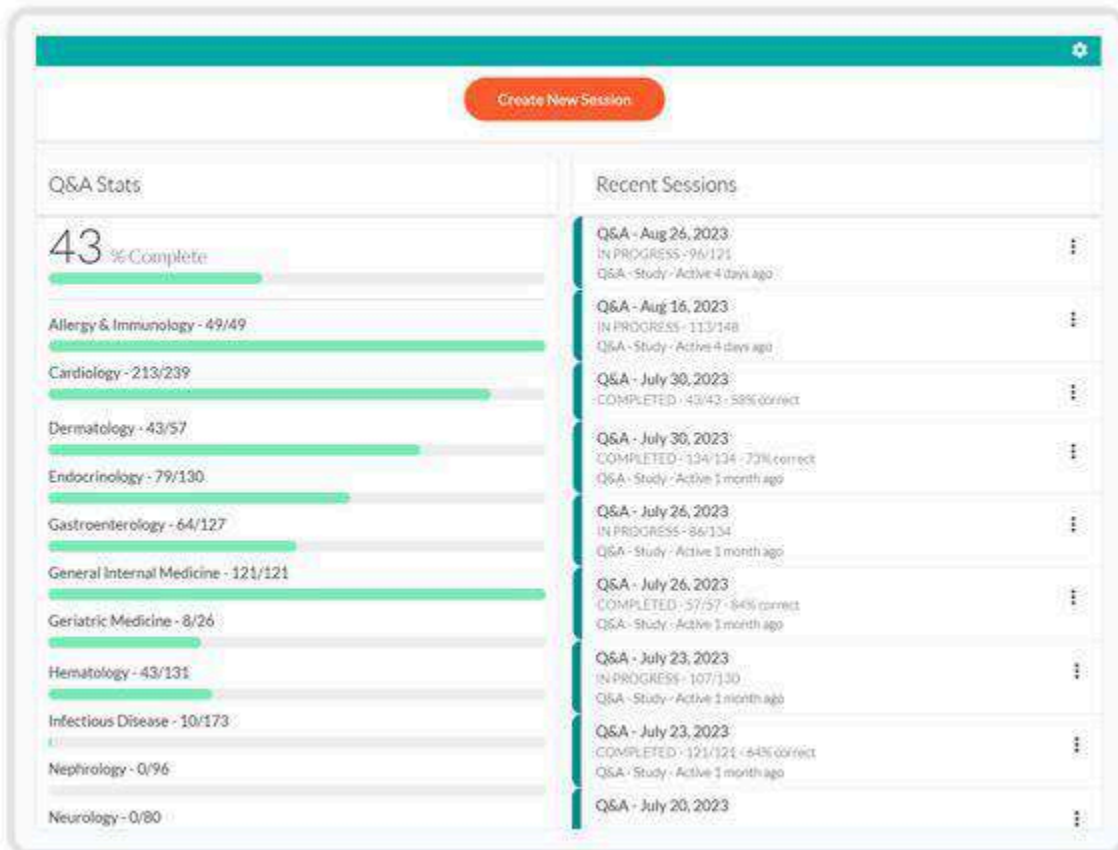 Create New Session
Q&A Stats
43 % Complete
Allergy & Immunology - 49/49
Cardiology - 213/239
Dermatology - 43/57
Endocrinology - 79/130
Gastroenterology - 64/127
General Internal Medicine - 121/121
Geriatric Medicine - 8/26
Hematology - 43/131
Infectious Disease - 10/173
Nephrology - 0/96
Neurology - 0/80
Recent Sessions
Q&A - Aug 26, 2023
IN PROGRESS - 96/121
Q&A - Study - Active 4 days ago
Q&A - Aug 16, 2023
IN PROGRESS - 113/148
Q&A - Study - Active 4 days ago
Q&A - July 30, 2023
COMPLETED - 43/43 - 58% correct
Q&A - July 30, 2023
COMPLETED - 134/134 - 73% correct
Q&A - Study - Active 1 month ago
Q&A - July 26, 2023
IN PROGRESS - 86/134
Q&A - Study - Active 1 month ago
Q&A - July 26, 2023
COMPLETED - 57/57 - 84% correct
Q&A - Study - Active 1 month ago
Q&A - July 23, 2023
IN PROGRESS - 107/130
Q&A - Study - Active 1 month ago
Q&A - July 23, 2023
COMPLETED - 121/121 - 64% correct
Q&A - Study - Active 1 month ago
Q&A - July 20, 2023